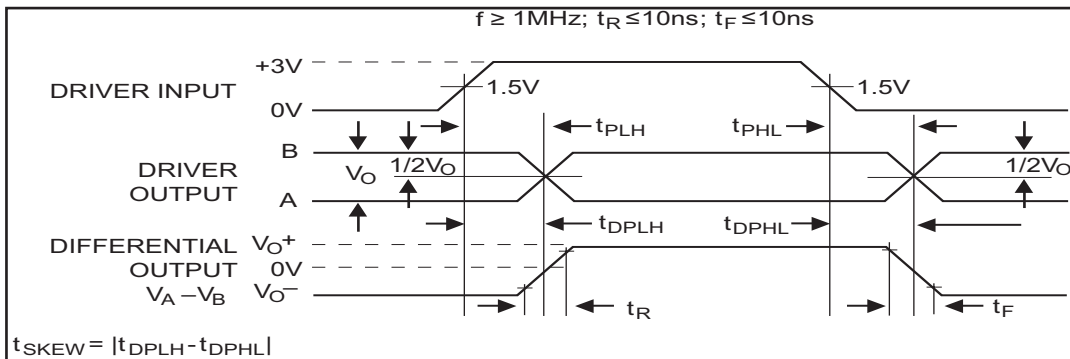 f ≥ 1MHz; tR ≤10ns; tF ≤10ns
+3V
DRIVER INPUT
1.5V
1.5V
0V
tPLH
tPHL
B
DRIVER
OUTPUT
VO
1/2VO
1/2VO
A
tDPLH
tDPHL
DIFFERENTIAL
OUTPUT
VA –VB
VO+
0V
VO–
tR
tF
tSKEW = |tDPLH - tDPHL|